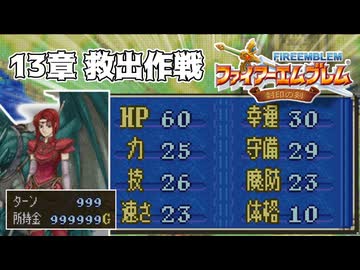 13章 救出作戦
FIREEMBLEM
ファイアーエムブレム
封印の剣
HP 60 幸運 30
力 25 守備 29
技 26 魔防 23
速さ 23 体格 10
ターン 999
所持金 999999G